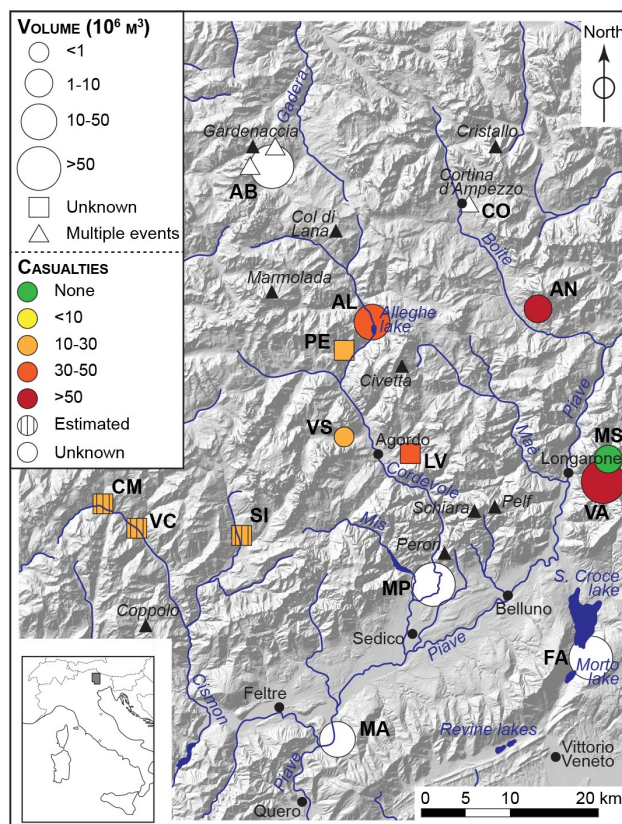 VOLUME (10⁶ M³)
<1
1-10
10-50
>50
Unknown
Multiple events
CASUALTIES
None
<10
10-30
30-50
>50
Estimated
Unknown
North
Gadera
Gardenaccia
Cristallo
Cortina
d'Ampezzo
AB
CO
Col di
Lana
Boite
Marmolada
AN
AL
Alleghe
lake
PE
Civetta
Piave
VS
Agordo
LV
Maè
MS
Longarone
Cordevole
CM
VC
SI
Schiara
Pelf
VA
Mis
Peron
S. Croce
lake
Coppolo
MP
Belluno
Sedico
Piave
FA
Morto
lake
Cismon
Feltre
MA
Revine lakes
Vittorio
Veneto
Piave
Quero
0 5 10 20 km